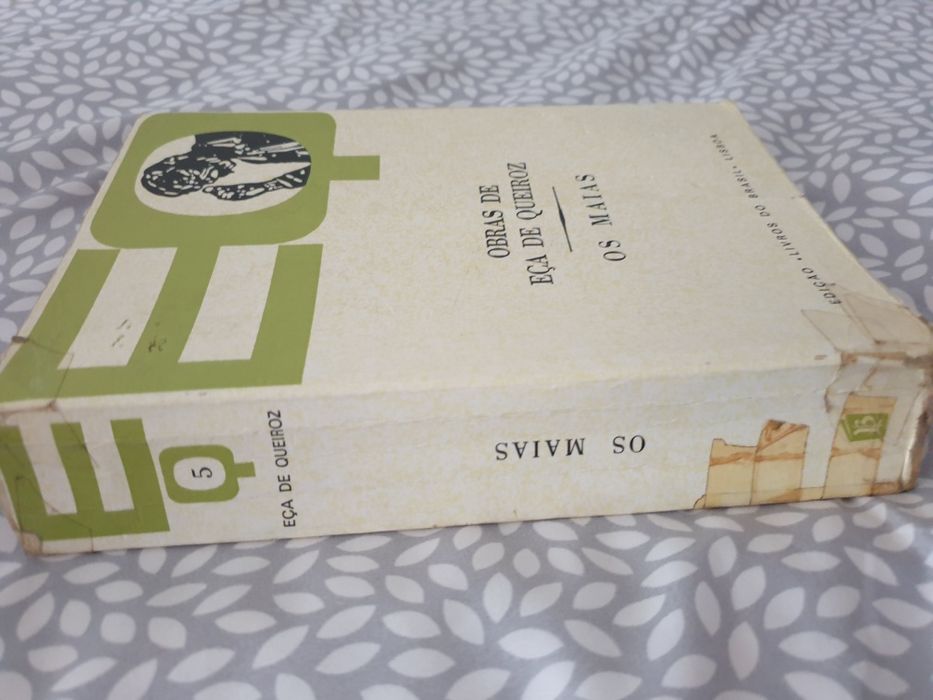 EQ
OBRAS DE
EÇA DE QUEIROZ
OS MAIAS
EDIÇÃO «LIVROS DO BRASIL» LISBOA
EQ
5
EÇA DE QUEIROZ
OS MAIAS